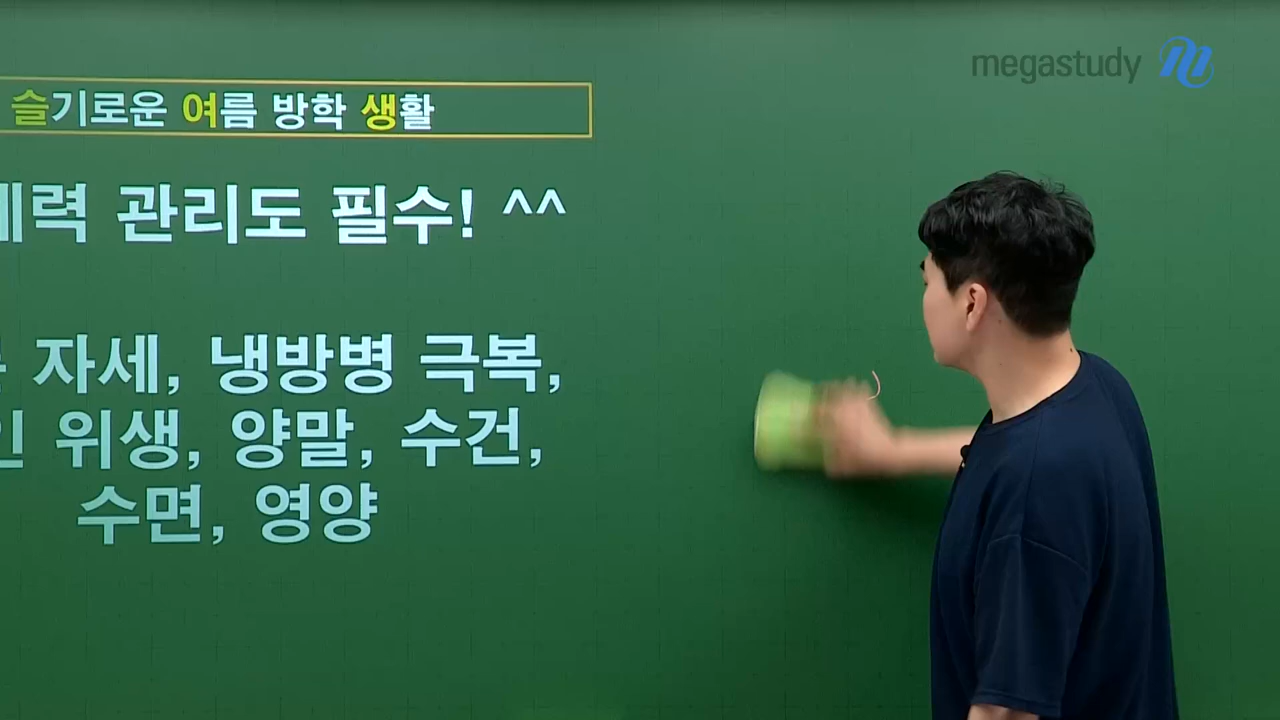 megastudy
슬기로운 여름 방학 생활
체력 관리도 필수! ^^
자세, 냉방병 극복,
위생, 양말, 수건,
수면, 영양